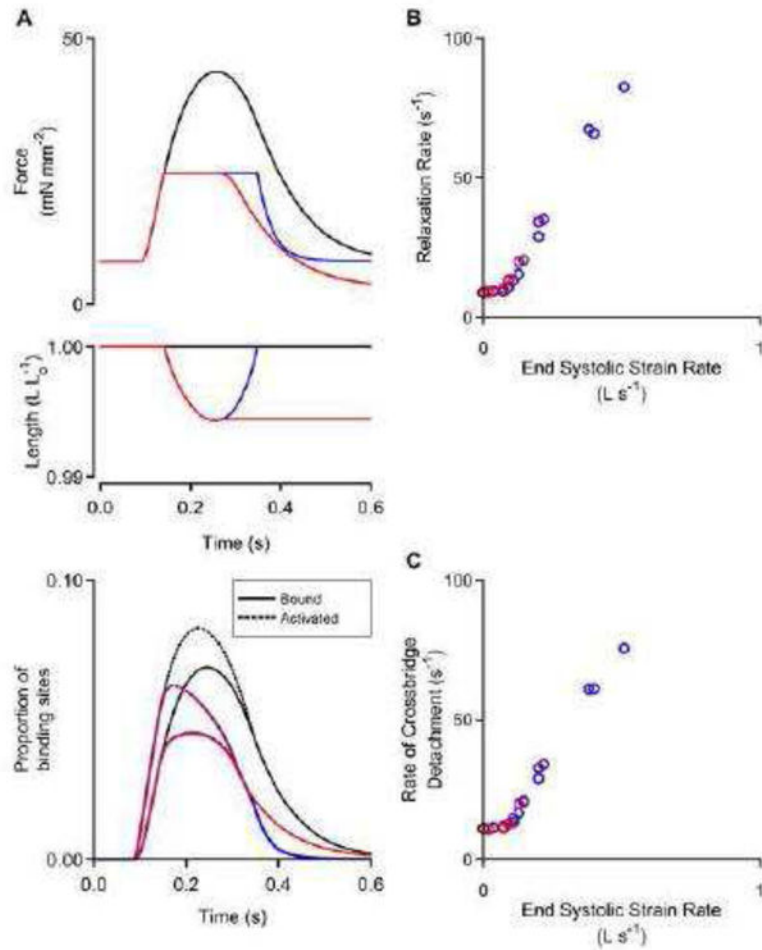 A
50
Force
(mN mm⁻²)
0
1.00
Length (L L₀⁻¹)
0.99
0.0
0.2
0.4
0.6
Time (s)
0.10
Bound
Activated
Proportion of
binding sites
0.00
0.0
0.2
0.4
0.6
Time (s)
B
100
Relaxation Rate (s⁻¹)
50
0
0
1
End Systolic Strain Rate
(L s⁻¹)
C
100
Rate of Crossbridge
Detachment (s⁻¹)
50
0
0
1
End Systolic Strain Rate
(L s⁻¹)